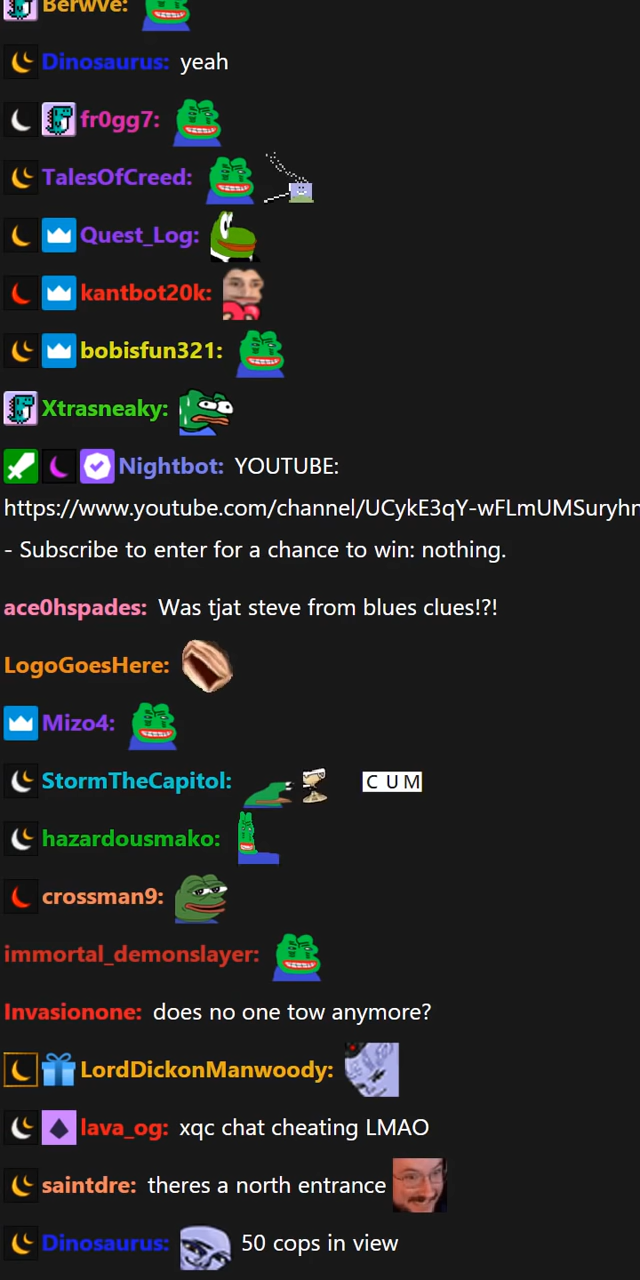 Berwve:
Dinosaurus: yeah
fr0gg7:
TalesOfCreed:
Quest_Log:
kantbot20k:
bobisfun321:
Xtrasneaky:
Nightbot: YOUTUBE:
https://www.youtube.com/channel/UCykE3qY-wFLmUMSuryhn
- Subscribe to enter for a chance to win: nothing.
ace0hspades: Was tjat steve from blues clues!?!
LogoGoesHere:
Mizo4:
StormTheCapitol: CUM
hazardousmako:
crossman9:
immortal_demonslayer:
Invasionone: does no one tow anymore?
LordDickonManwoody:
lava_og: xqc chat cheating LMAO
saintdre: theres a north entrance
Dinosaurus: 50 cops in view